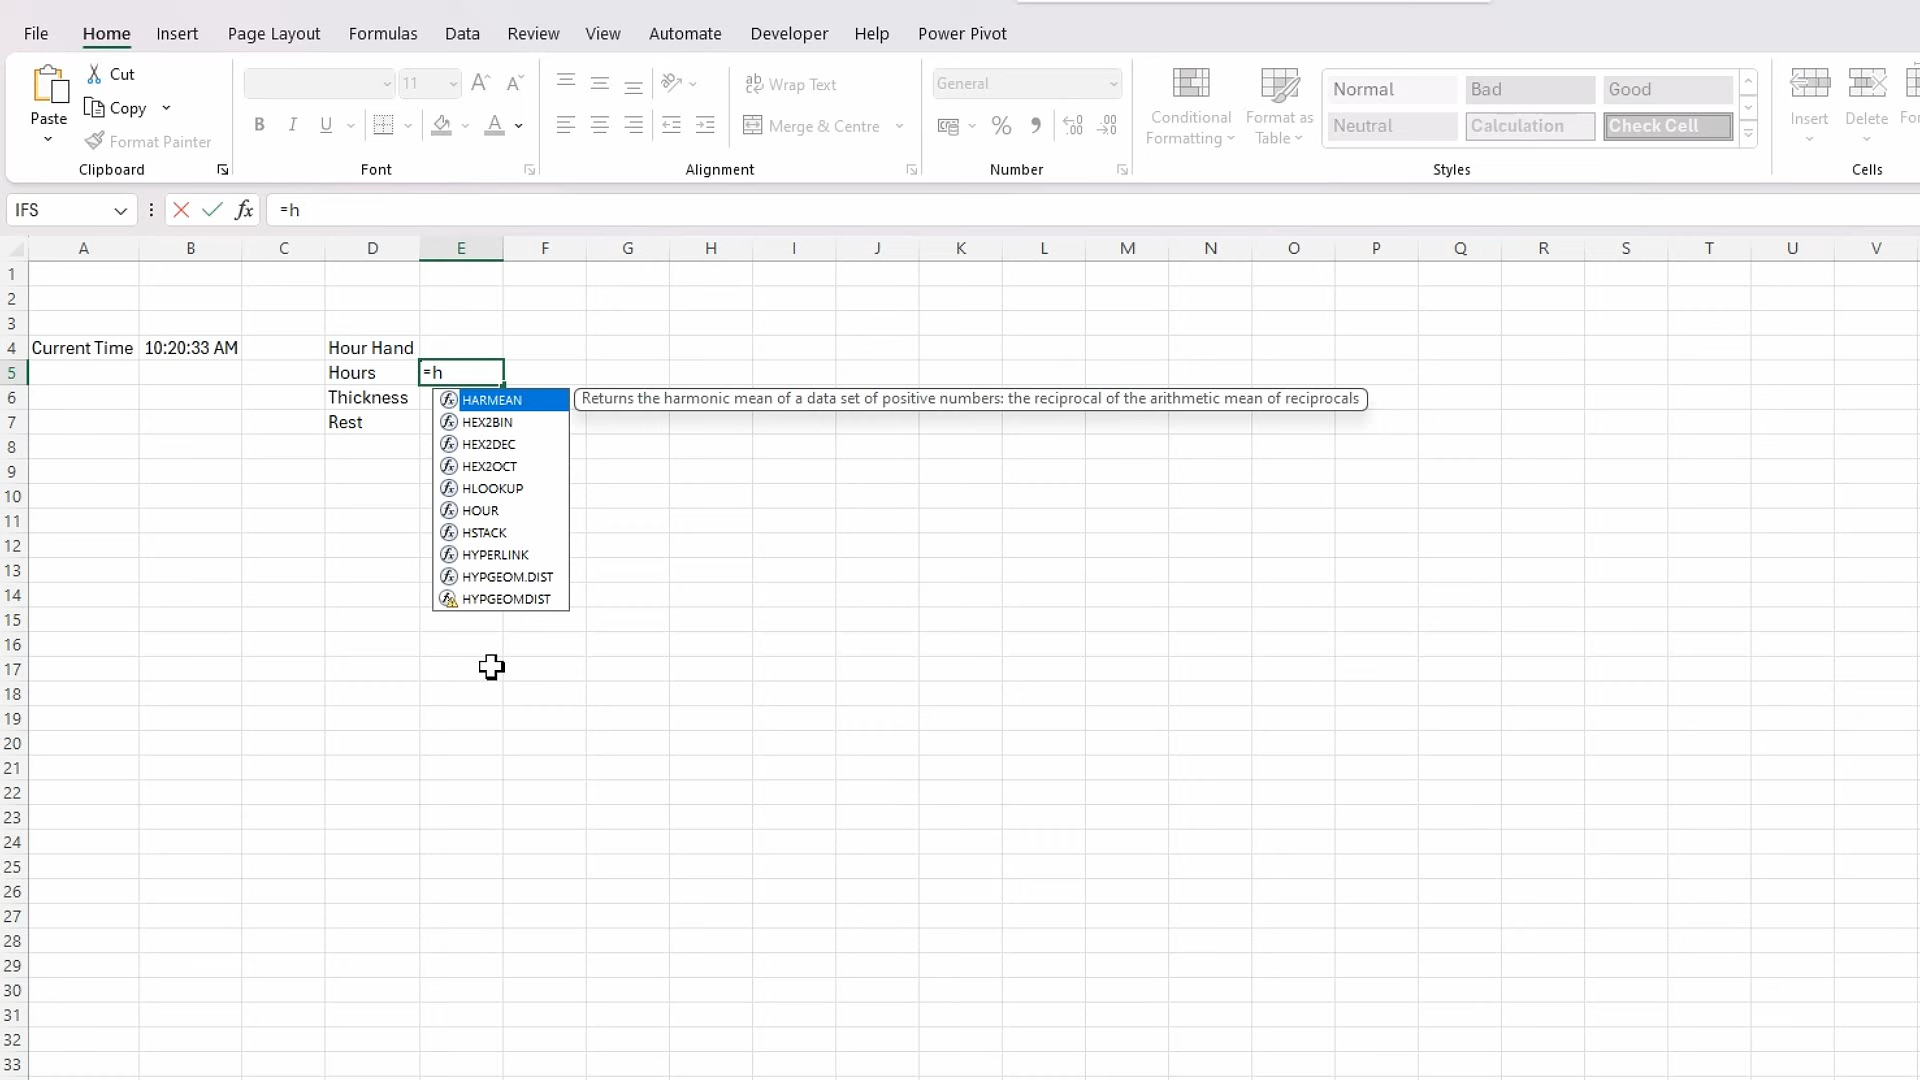 File Home Insert Page Layout Formulas Data Review View Automate Developer Help Power Pivot
Paste
Cut
Copy
Format Painter
Clipboard
11
A A
B I U A
Font
ab Wrap Text
Merge & Centre
Alignment
General
%
Number
Conditional Formatting
Format as Table
Normal Bad Good
Neutral Calculation Check Cell
Styles
Insert Delete
Cells
IFS fx =h
A B C D E F G H I J K L M N O P Q R S T U V
1
2
3
4 Current Time 10:20:33 AM Hour Hand
5 Hours =h
6 Thickness
7 Rest
8
9
10
11
12
13
14
15
16
17
18
19
20
21
22
23
24
25
26
27
28
29
30
31
32
33
HARMEAN Returns the harmonic mean of a data set of positive numbers: the reciprocal of the arithmetic mean of reciprocals
HEX2BIN
HEX2DEC
HEX2OCT
HLOOKUP
HOUR
HSTACK
HYPERLINK
HYPGEOM.DIST
HYPGEOMDIST